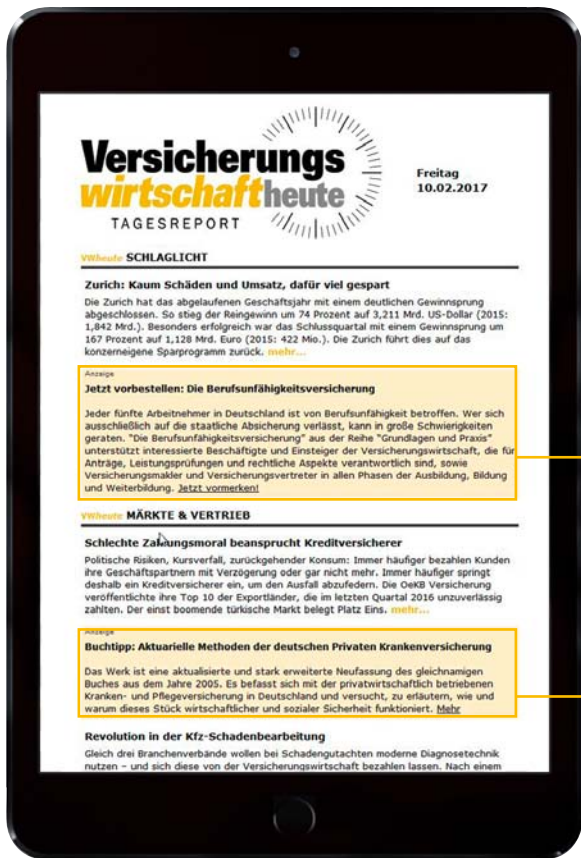 Versicherungs
wirtschaftheute
TAGESREPORT
Freitag
10.02.2017
VWheute SCHLAGLICHT
Zurich: Kaum Schäden und Umsatz, dafür viel gespart
Die Zurich hat das abgelaufenen Geschäftsjahr mit einem deutlichen Gewinnsprung
abgeschlossen. So stieg der Reingewinn um 74 Prozent auf 3,211 Mrd. US-Dollar (2015:
1,842 Mrd.). Besonders erfolgreich war das Schlussquartal mit einem Gewinnsprung um
167 Prozent auf 1,128 Mrd. Euro (2015: 422 Mio.). Die Zurich führt dies auf das
konzerneigene Sparprogramm zurück. mehr...
Anzeige
Jetzt vorbestellen: Die Berufsunfähigkeitsversicherung
Jeder fünfte Arbeitnehmer in Deutschland ist von Berufsunfähigkeit betroffen. Wer sich
ausschließlich auf die staatliche Absicherung verlässt, kann in große Schwierigkeiten
geraten. "Die Berufsunfähigkeitsversicherung" aus der Reihe "Grundlagen und Praxis"
unterstützt interessierte Beschäftigte und Einsteiger der Versicherungswirtschaft, die für
Anträge, Leistungsprüfungen und rechtliche Aspekte verantwortlich sind, sowie
Versicherungsmakler und Versicherungsvertreter in allen Phasen der Ausbildung, Bildung
und Weiterbildung. Jetzt vormerken!
VWheute MÄRKTE & VERTRIEB
Schlechte Zahlungsmoral beansprucht Kreditversicherer
Politische Risiken, Kursverfall, zurückgehender Konsum: Immer häufiger bezahlen Kunden
ihre Geschäftspartnern mit Verzögerung oder gar nicht mehr. Immer häufiger springt
deshalb ein Kreditversicherer ein, um den Ausfall abzufedern. Die OeKB Versicherung
veröffentlichte ihre Top 10 der Exportländer, die im letzten Quartal 2016 unzuverlässig
zahlten. Der einst boomende türkische Markt belegt Platz Eins. mehr...
Anzeige
Buchtipp: Aktuarielle Methoden der deutschen Privaten Krankenversicherung
Das Werk ist eine aktualisierte und stark erweiterte Neufassung des gleichnamigen
Buches aus dem Jahre 2005. Es befasst sich mit der privatwirtschaftlich betriebenen
Kranken- und Pflegeversicherung in Deutschland und versucht, zu erläutern, wie und
warum dieses Stück wirtschaftlicher und sozialer Sicherheit funktioniert. Mehr
Revolution in der Kfz-Schadenbearbeitung
Gleich drei Branchenverbände wollen bei Schadengutachten moderne Diagnosetechnik
nutzen – und sich diese von der Versicherungswirtschaft bezahlen lassen. Nach einem